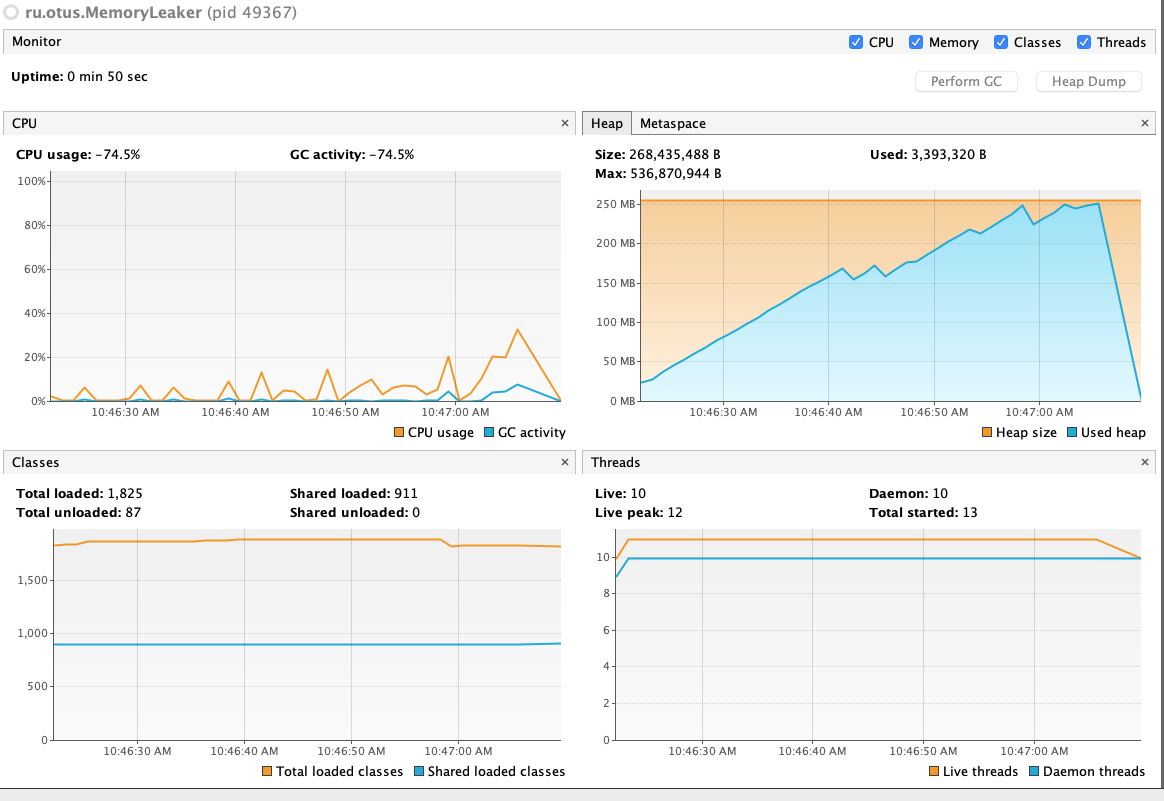 ru.otus.MemoryLeaker (pid 49367)
Monitor
CPU Memory Classes Threads
Uptime: 0 min 50 sec
Perform GC Heap Dump
CPU ×
CPU usage: −74.5% GC activity: −74.5%
100%
80%
60%
40%
20%
0%
10:46:30 AM 10:46:40 AM 10:46:50 AM 10:47:00 AM
CPU usage GC activity
Heap Metaspace ×
Size: 268,435,488 B Used: 3,393,320 B
Max: 536,870,944 B
250 MB
200 MB
150 MB
100 MB
50 MB
0 MB
10:46:30 AM 10:46:40 AM 10:46:50 AM 10:47:00 AM
Heap size Used heap
Classes ×
Total loaded: 1,825 Shared loaded: 911
Total unloaded: 87 Shared unloaded: 0
1,500
1,000
500
0
10:46:30 AM 10:46:40 AM 10:46:50 AM 10:47:00 AM
Total loaded classes Shared loaded classes
Threads ×
Live: 10 Daemon: 10
Live peak: 12 Total started: 13
10
8
6
4
2
0
10:46:30 AM 10:46:40 AM 10:46:50 AM 10:47:00 AM
Live threads Daemon threads